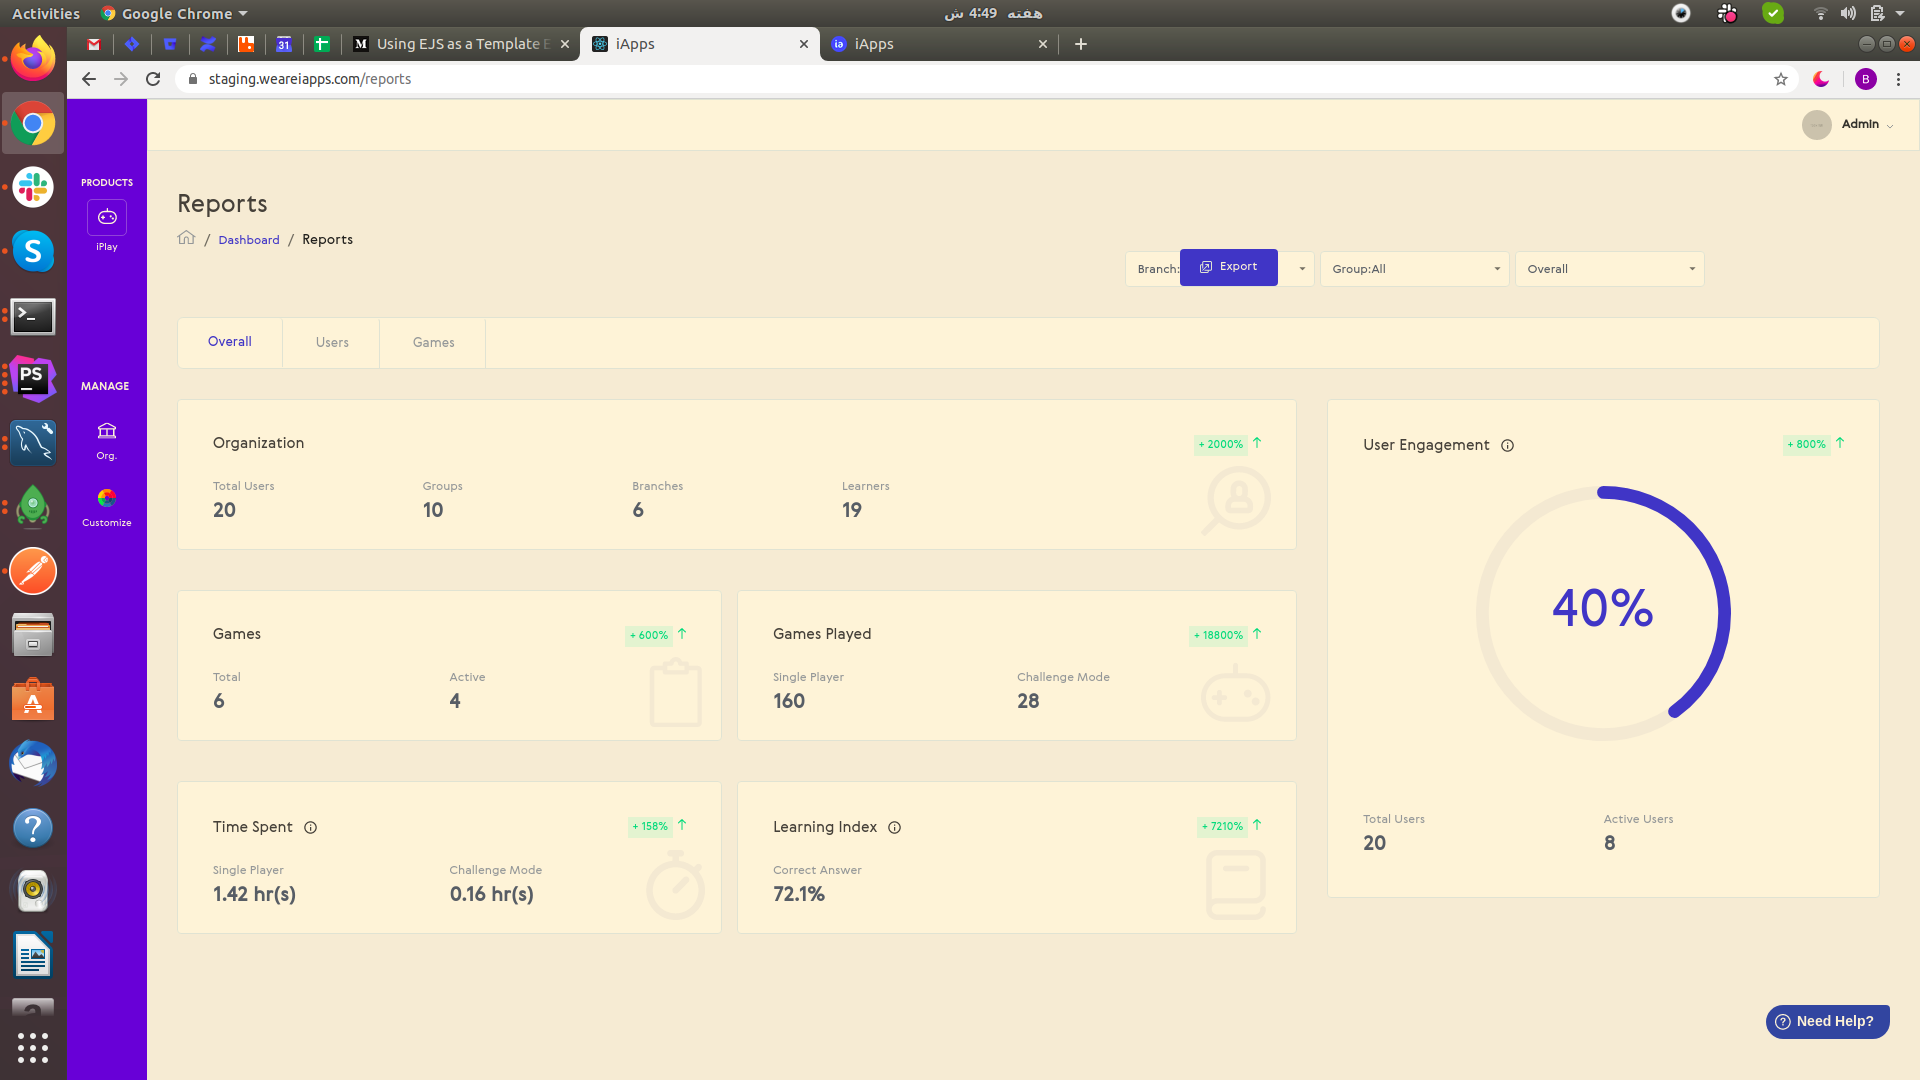 Activities
Google Chrome
هفته 4:49 ش
31
M Using EJS as a Template E
iApps
iApps
staging.weareiapps.com/reports
B
Admin
PRODUCTS
iPlay
MANAGE
Org.
Customize
Reports
/ Dashboard / Reports
Branch:
Export
Group:All
Overall
Overall
Users
Games
Organization
+ 2000%
Total Users
20
Groups
10
Branches
6
Learners
19
User Engagement
+ 800%
40%
Total Users
20
Active Users
8
Games
+ 600%
Total
6
Active
4
Games Played
+ 18800%
Single Player
160
Challenge Mode
28
Time Spent
+ 158%
Single Player
1.42 hr(s)
Challenge Mode
0.16 hr(s)
Learning Index
+ 7210%
Correct Answer
72.1%
Need Help?
S
PS